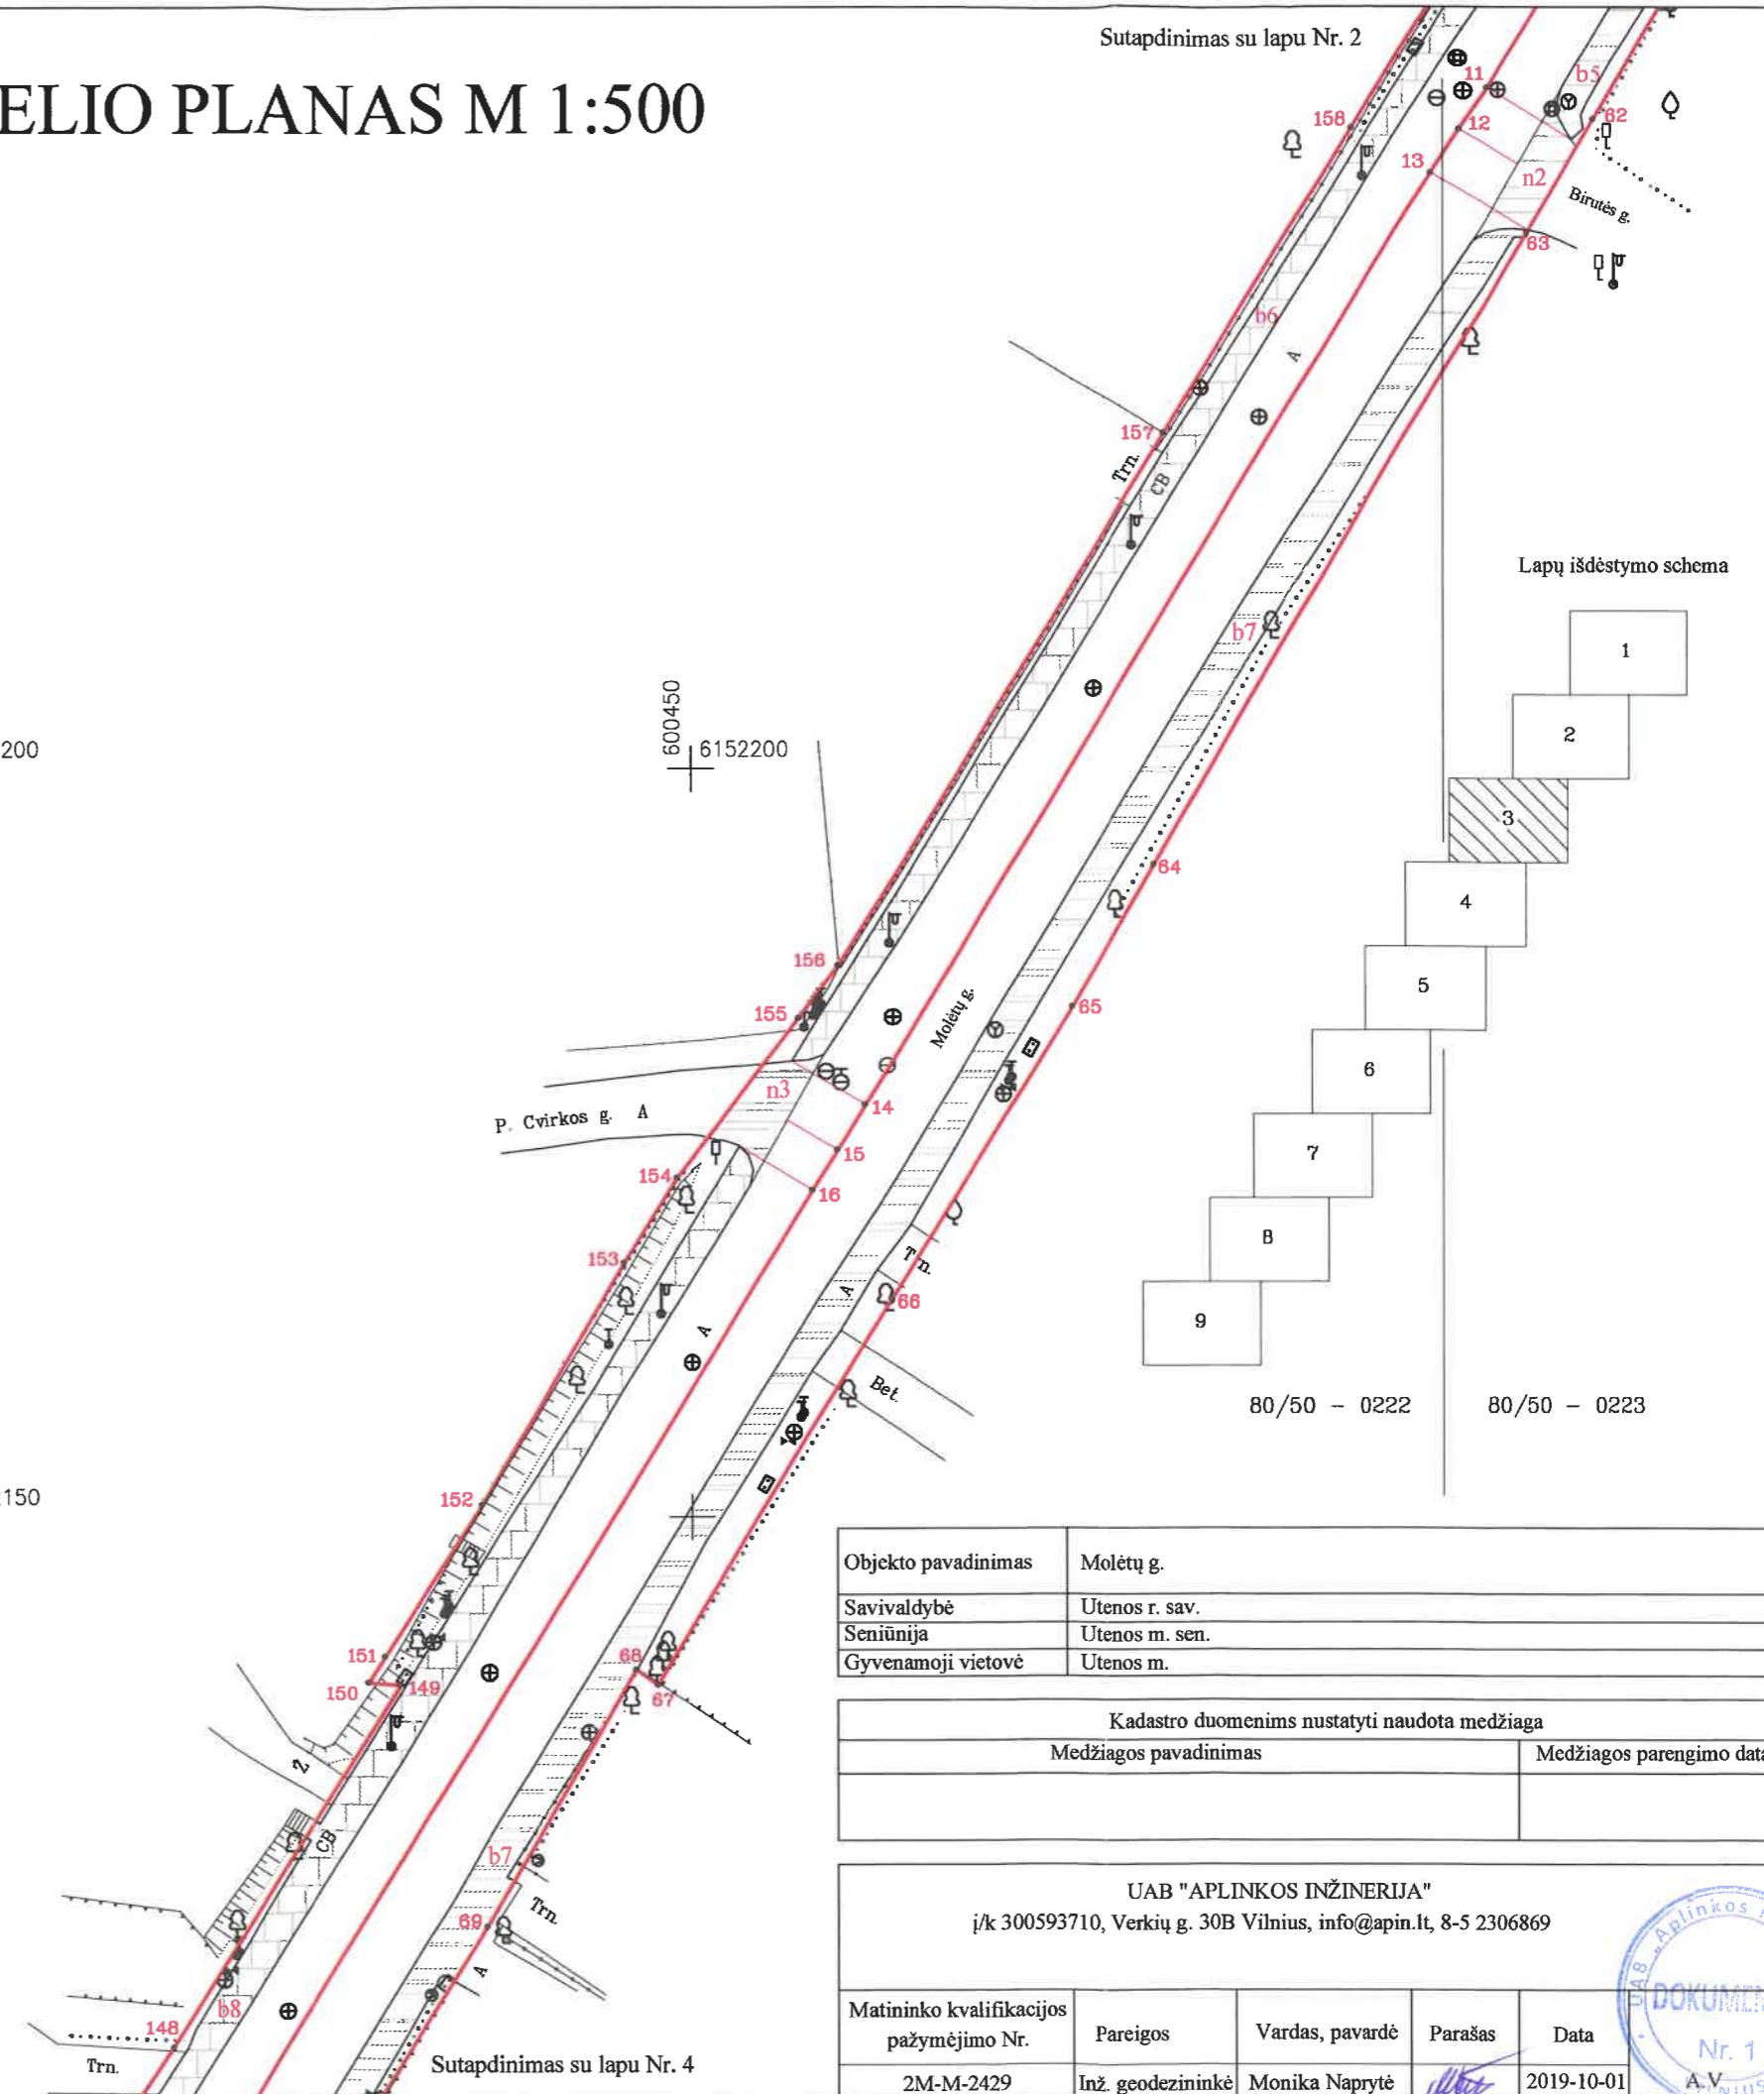 Sutapdinimas su lapu Nr. 2
ELIO PLANAS M 1:500
11
b5
158
12
62
13
n2
Birutės g.
63
b6
A
157
Trn.
CB
Lapų išdėstymo schema
b7
1
600450
2
200
6152200
3
64
4
156
5
155
65
Molėtų g.
6
n3
14
P. Cvirkos g. A
15
7
154
16
8
153
T n.
A
66
9
A
Bet.
80/50 - 0222
80/50 - 0223
152
150
Objekto pavadinimas Molėtų g.
Savivaldybė Utenos r. sav.
Seniūnija Utenos m. sen.
Gyvenamoji vietovė Utenos m.
151
68
150
149
67
Kadastro duomenims nustatyti naudota medžiaga
Medžiagos pavadinimas Medžiagos parengimo data
Ž
CB
b7
UAB "APLINKOS INŽINERIJA"
į/k 300593710, Verkių g. 30B Vilnius, info@apin.lt, 8-5 2306869
Trn.
69
A
b8
148
Trn.
Sutapdinimas su lapu Nr. 4
Matininko kvalifikacijos pažymėjimo Nr. Pareigos Vardas, pavardė Parašas Data
2M-M-2429 Inž. geodezininkė Monika Naprytė 2019-10-01 A.V.
UAB „Aplinkos
Nr. 1